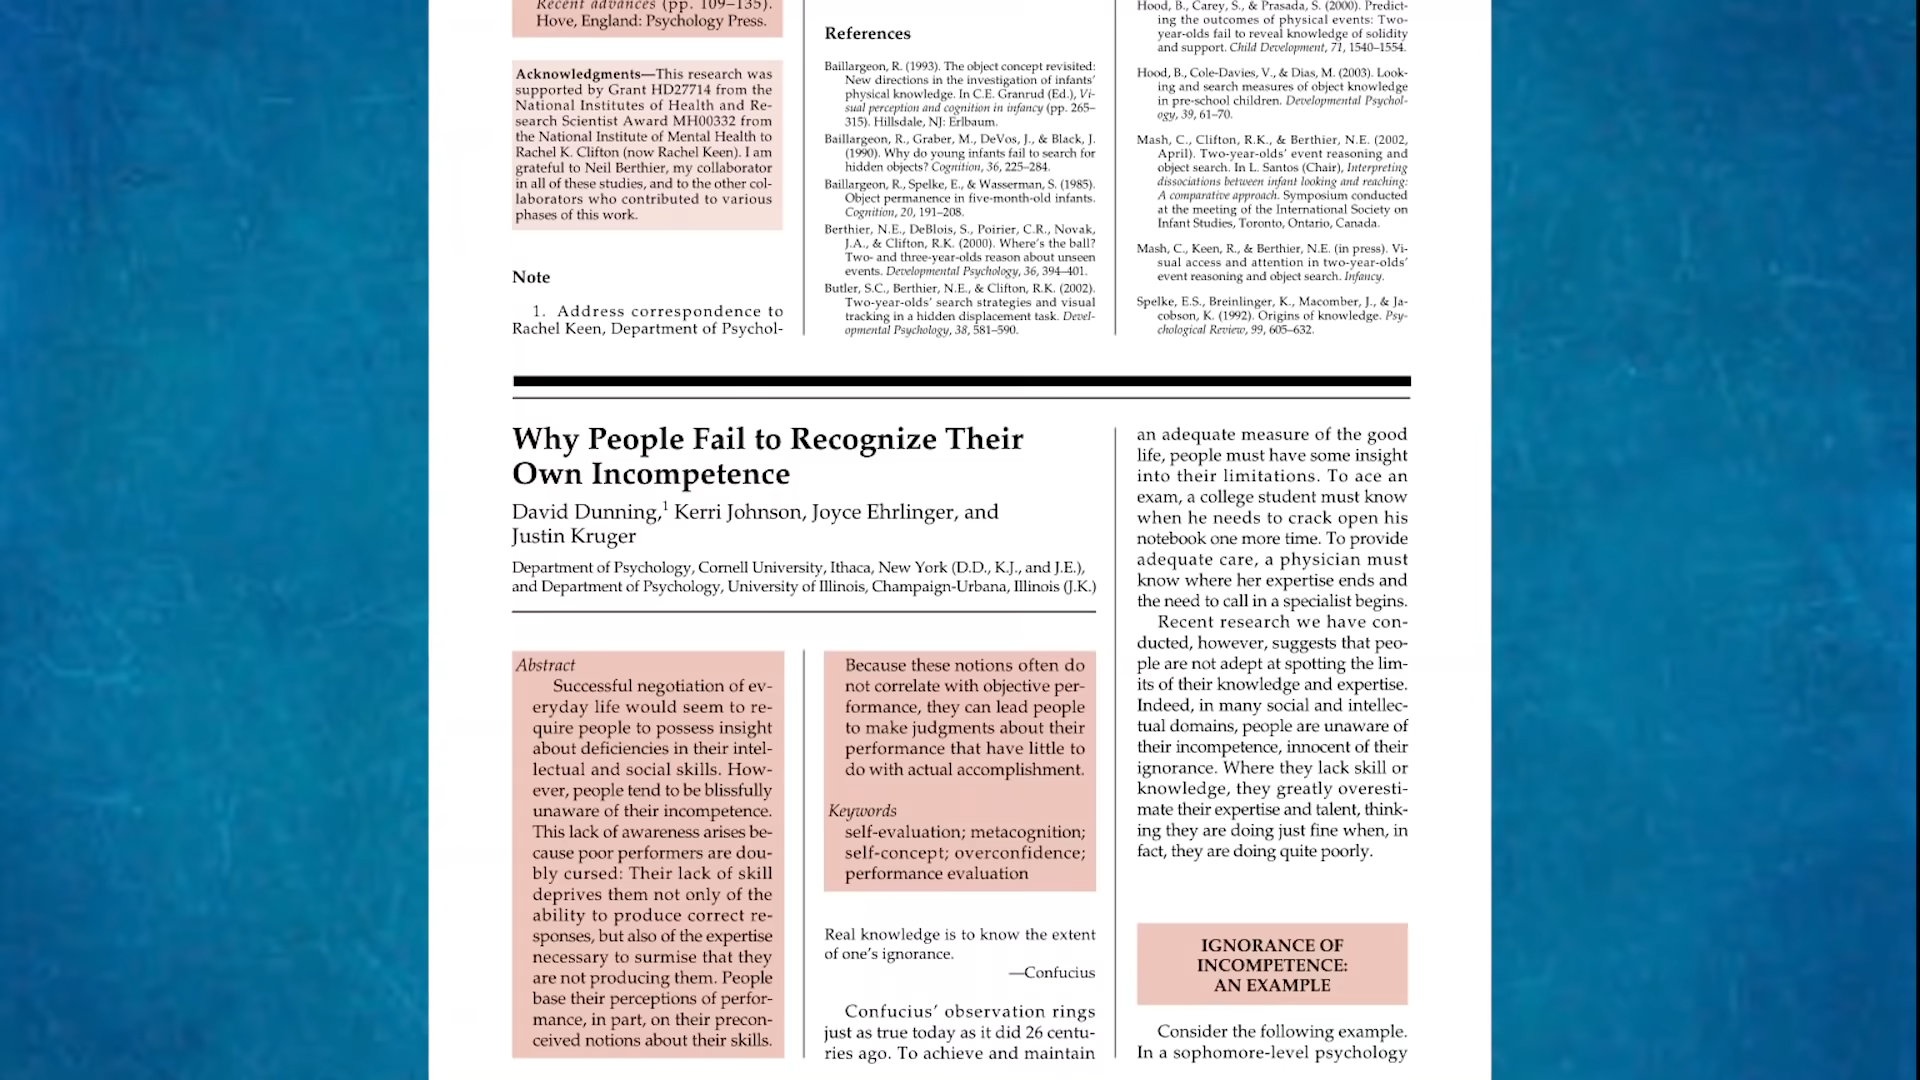 Recent advances (pp. 109–135).
Hove, England: Psychology Press.
Acknowledgments—This research was
supported by Grant HD27714 from the
National Institutes of Health and Re-
search Scientist Award MH00332 from
the National Institute of Mental Health to
Rachel K. Clifton (now Rachel Keen). I am
grateful to Neil Berthier, my collaborator
in all of these studies, and to the other col-
laborators who contributed to various
phases of this work.
Note
1. Address correspondence to
Rachel Keen, Department of Psychol-
References
Baillargeon, R. (1993). The object concept revisited:
New directions in the investigation of infants'
physical knowledge. In C.E. Granrud (Ed.), Vi-
sual perception and cognition in infancy (pp. 265–
315). Hillsdale, NJ: Erlbaum.
Baillargeon, R., Graber, M., DeVos, J., & Black, J.
(1990). Why do young infants fail to search for
hidden objects? Cognition, 36, 225–284.
Baillargeon, R., Spelke, E., & Wasserman, S. (1985).
Object permanence in five-month-old infants.
Cognition, 20, 191–208.
Berthier, N.E., DeBlois, S., Poirier, C.R., Novak,
J.A., & Clifton, R.K. (2000). Where's the ball?
Two- and three-year-olds reason about unseen
events. Developmental Psychology, 36, 394–401.
Butler, S.C., Berthier, N.E., & Clifton, R.K. (2002).
Two-year-olds' search strategies and visual
tracking in a hidden displacement task. Devel-
opmental Psychology, 38, 581–590.
Hood, B., Carey, S., & Prasada, S. (2000). Predict-
ing the outcomes of physical events: Two-
year-olds fail to reveal knowledge of solidity
and support. Child Development, 71, 1540–1554.
Hood, B., Cole-Davies, V., & Dias, M. (2003). Look-
ing and search measures of object knowledge
in pre-school children. Developmental Psychol-
ogy, 39, 61–70.
Mash, C., Clifton, R.K., & Berthier, N.E. (2002,
April). Two-year-olds' event reasoning and
object search. In L. Santos (Chair), Interpreting
dissociations between infant looking and reaching:
A comparative approach. Symposium conducted
at the meeting of the International Society on
Infant Studies, Toronto, Ontario, Canada.
Mash, C., Keen, R., & Berthier, N.E. (in press). Vi-
sual access and attention in two-year-olds'
event reasoning and object search. Infancy.
Spelke, E.S., Breinlinger, K., Macomber, J., & Ja-
cobson, K. (1992). Origins of knowledge. Psy-
chological Review, 99, 605–632.
Why People Fail to Recognize Their
Own Incompetence
David Dunning,1 Kerri Johnson, Joyce Ehrlinger, and
Justin Kruger
Department of Psychology, Cornell University, Ithaca, New York (D.D., K.J., and J.E.),
and Department of Psychology, University of Illinois, Champaign-Urbana, Illinois (J.K.)
Abstract
Successful negotiation of ev-
eryday life would seem to re-
quire people to possess insight
about deficiencies in their intel-
lectual and social skills. How-
ever, people tend to be blissfully
unaware of their incompetence.
This lack of awareness arises be-
cause poor performers are dou-
bly cursed: Their lack of skill
deprives them not only of the
ability to produce correct re-
sponses, but also of the expertise
necessary to surmise that they
are not producing them. People
base their perceptions of perfor-
mance, in part, on their precon-
ceived notions about their skills.
Because these notions often do
not correlate with objective per-
formance, they can lead people
to make judgments about their
performance that have little to
do with actual accomplishment.
Keywords
self-evaluation; metacognition;
self-concept; overconfidence;
performance evaluation
Real knowledge is to know the extent
of one's ignorance.
—Confucius
Confucius' observation rings
just as true today as it did 26 centu-
ries ago. To achieve and maintain
an adequate measure of the good
life, people must have some insight
into their limitations. To ace an
exam, a college student must know
when he needs to crack open his
notebook one more time. To provide
adequate care, a physician must
know where her expertise ends and
the need to call in a specialist begins.
Recent research we have con-
ducted, however, suggests that peo-
ple are not adept at spotting the lim-
its of their knowledge and expertise.
Indeed, in many social and intellec-
tual domains, people are unaware of
their incompetence, innocent of their
ignorance. Where they lack skill or
knowledge, they greatly overesti-
mate their expertise and talent, think-
ing they are doing just fine when, in
fact, they are doing quite poorly.
IGNORANCE OF
INCOMPETENCE:
AN EXAMPLE
Consider the following example.
In a sophomore-level psychology